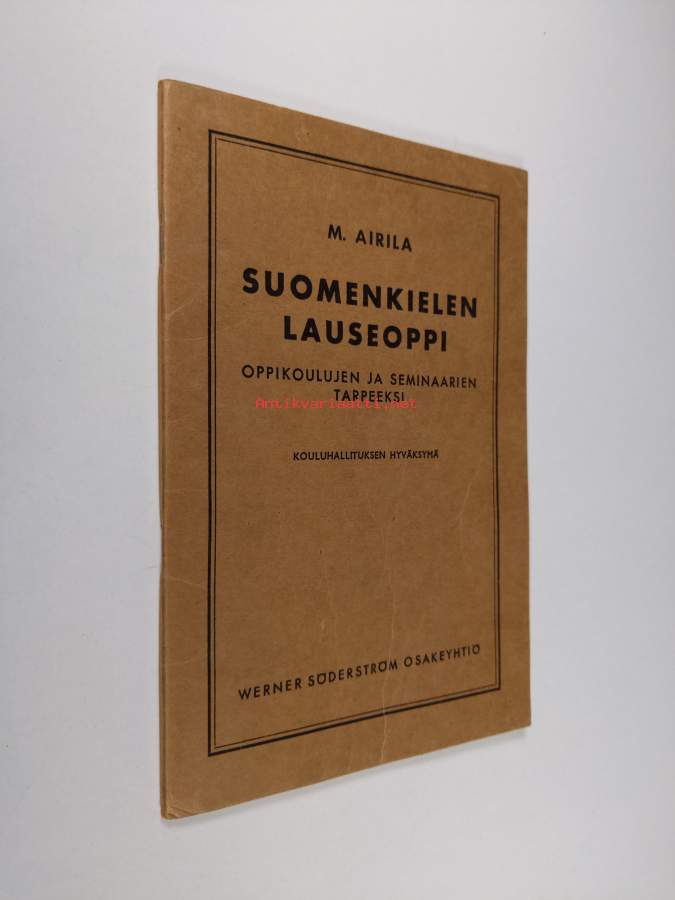 M. AIRILA
SUOMENKIELEN
LAUSEOPPI
OPPIKOULUJEN JA SEMINAARIEN
TARPEEKSI
Antikvariaatti.net
KOULUHALLITUKSEN HYVÄKSYMÄ
WERNER SÖDERSTRÖM OSAKEYHTIÖ